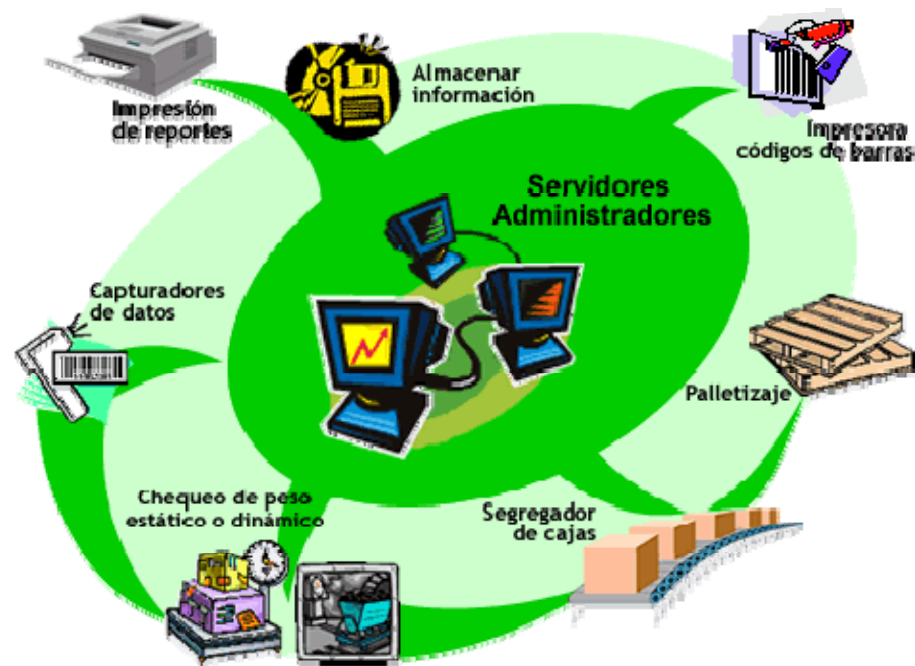 Impresión
de reportes
Almacenar
información
Impresora
códigos de barras
Servidores
Administradores
Capturadores
de datos
Palletizaje
Chequeo de peso
estático o dinámico
Segregador
de cajas